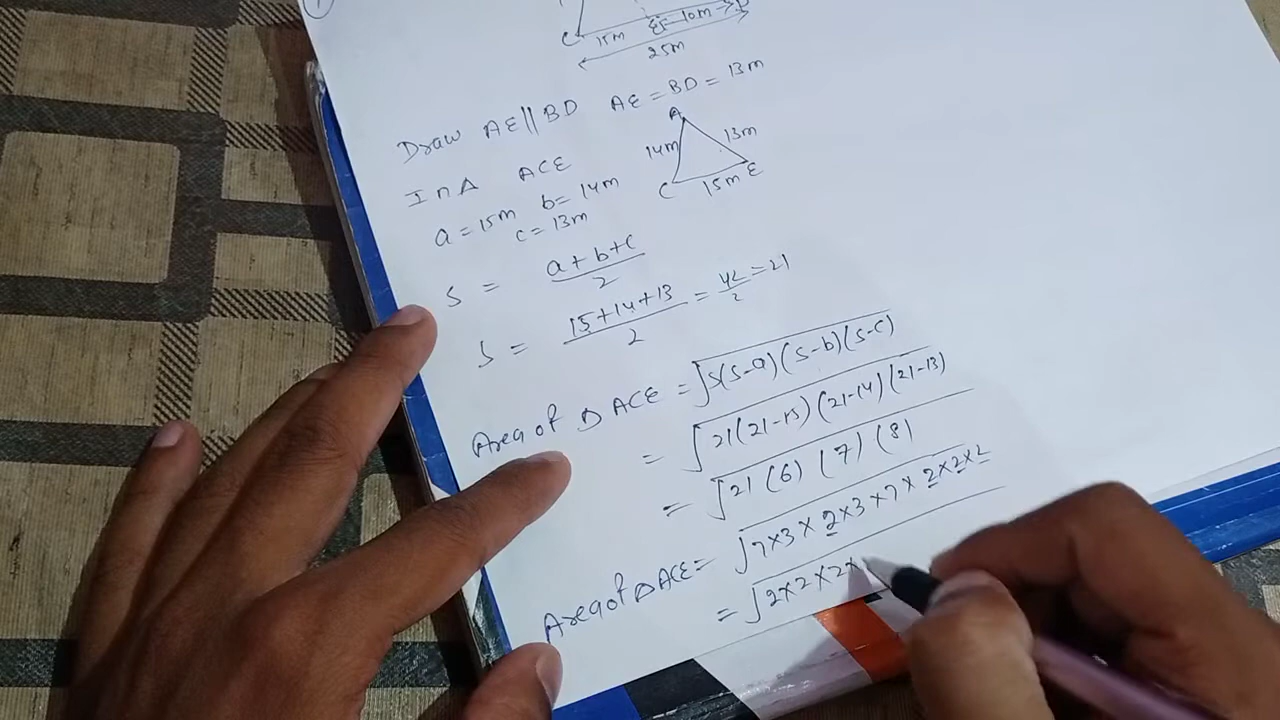 C 15m E 10m D
25m
Draw AE||BD AE = BD = 13m
A
14m 13m
C 15m E
In Δ ACE
a = 15m b = 14m
c = 13m
s = a+b+c/2
s = 15+14+13/2 = 42/2 = 21
Area of Δ ACE = √s(s-a)(s-b)(s-c)
= √21(21-15)(21-14)(21-13)
= √21(6)(7)(8)
Area of Δ ACE = √7×3×2×3×7×2×2×2
= √2×2×2×